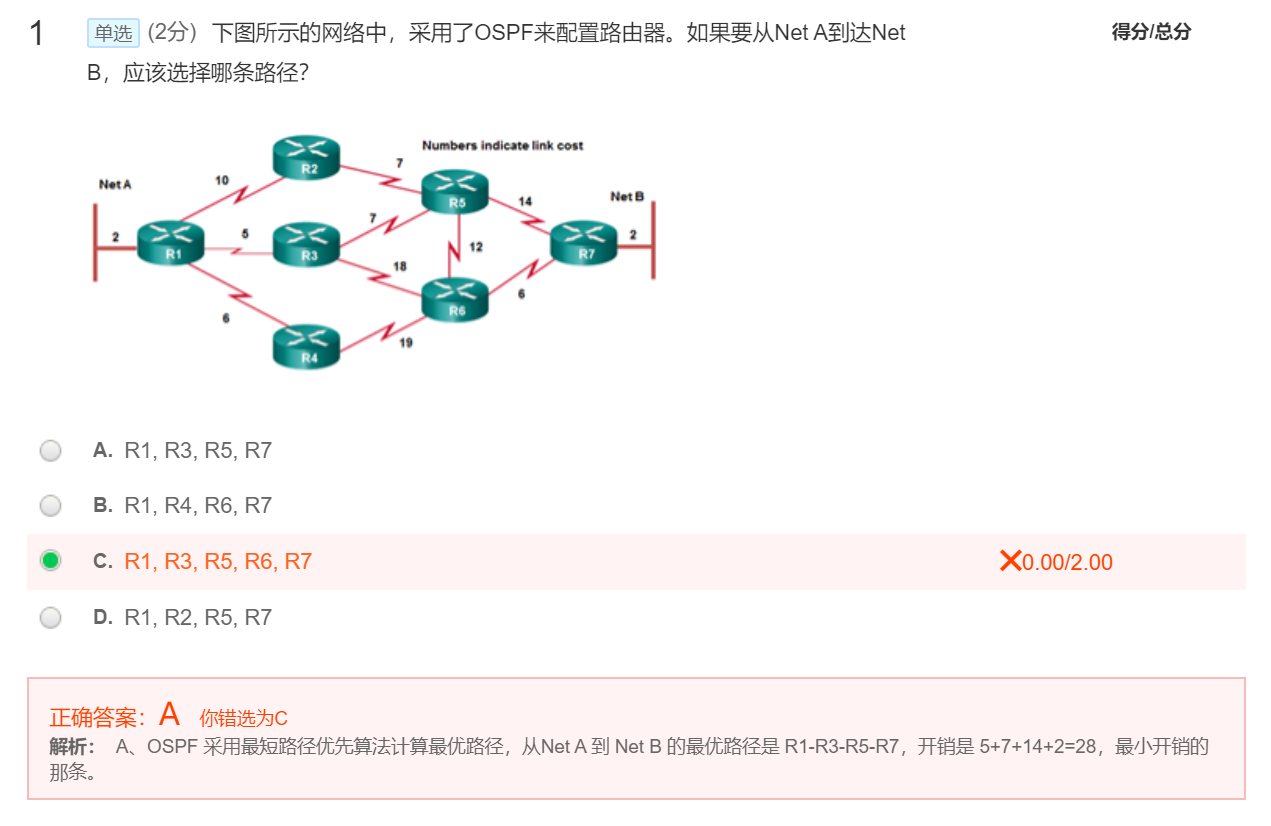 1
单选 (2分) 下图所示的网络中，采用了OSPF来配置路由器。如果要从Net A到达Net
得分/总分
B，应该选择哪条路径？
Numbers indicate link cost
R2
7
Net A
10
R5
14
Net B
7
5
2
R1
R3
12
R7
2
18
6
R6
6
19
R4
A. R1, R3, R5, R7
B. R1, R4, R6, R7
C. R1, R3, R5, R6, R7
0.00/2.00
D. R1, R2, R5, R7
正确答案：A 你错选为C
解析： A、OSPF 采用最短路径优先算法计算最优路径，从Net A 到 Net B 的最优路径是 R1-R3-R5-R7，开销是 5+7+14+2=28，最小开销的
那条。